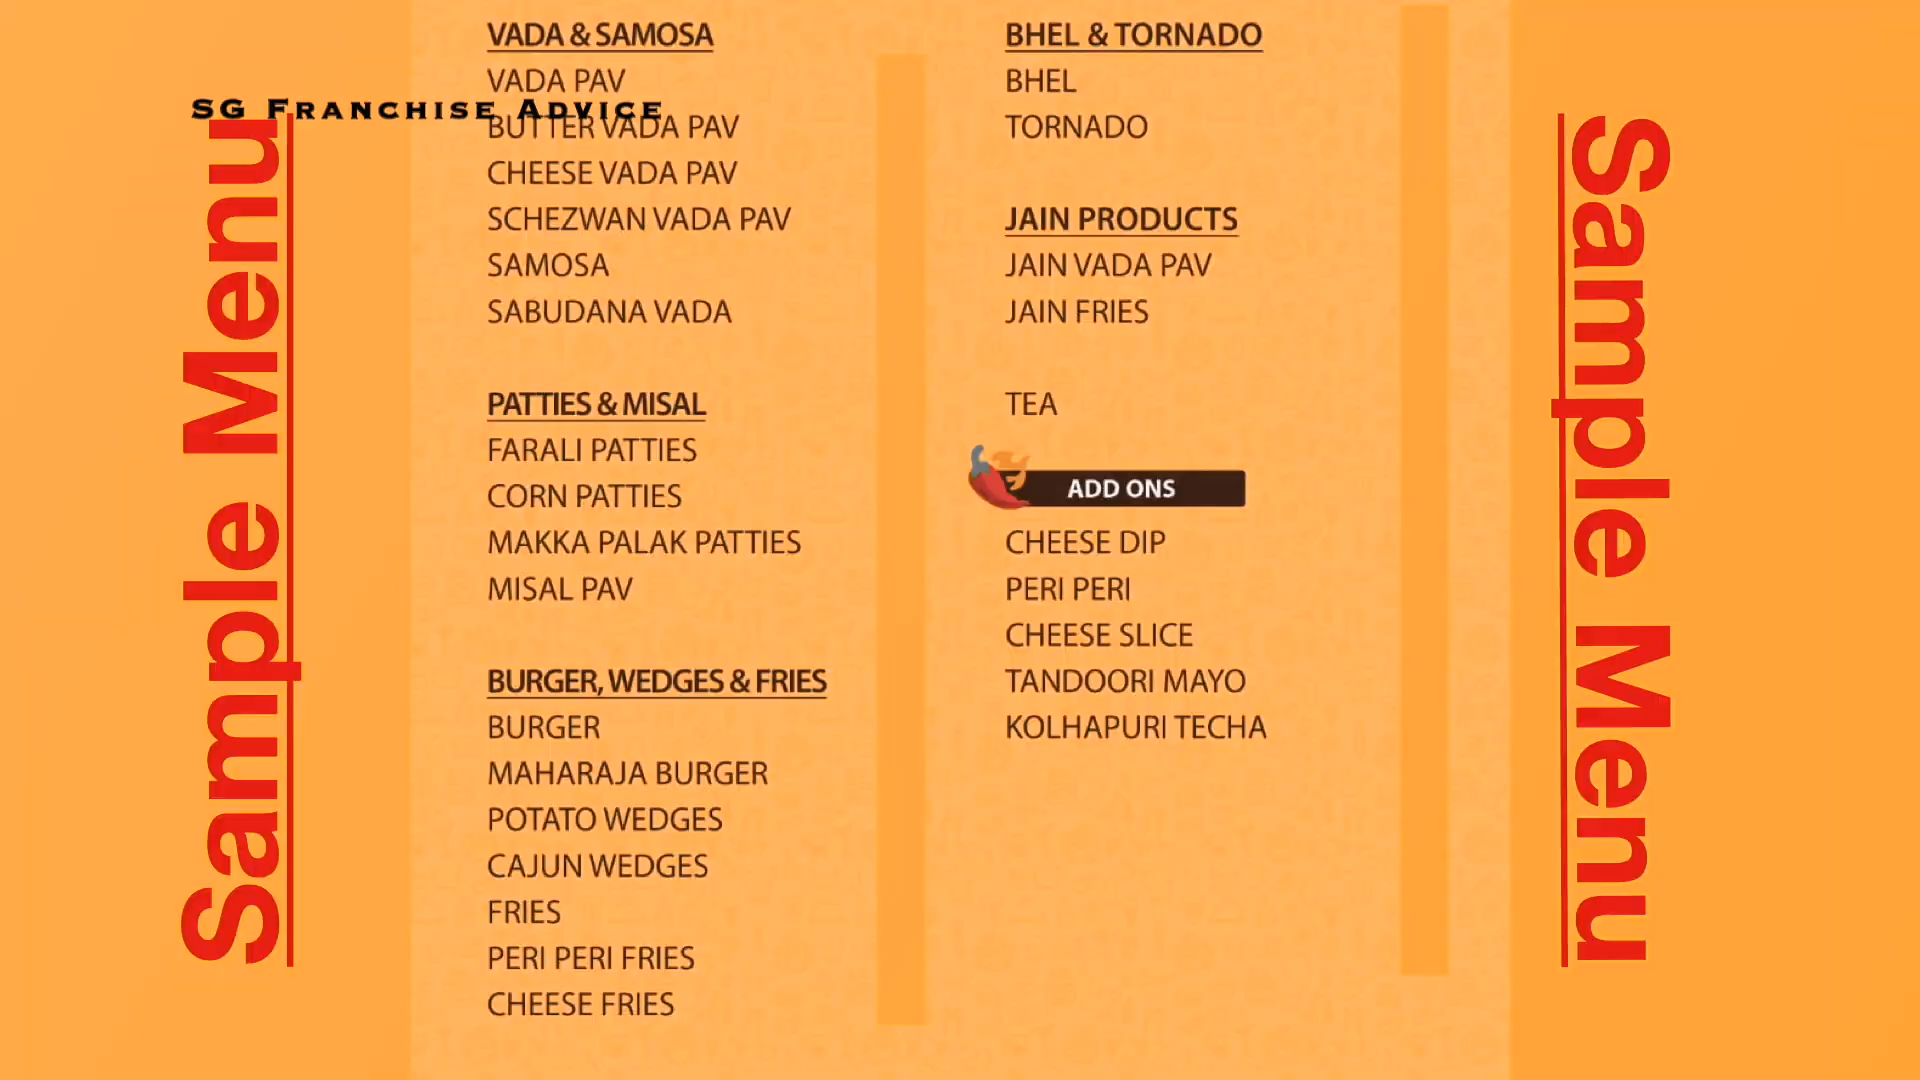 SG Franchise Advice
Sample Menu
VADA & SAMOSA
VADA PAV
BUTTER VADA PAV
CHEESE VADA PAV
SCHEZWAN VADA PAV
SAMOSA
SABUDANA VADA
PATTIES & MISAL
FARALI PATTIES
CORN PATTIES
MAKKA PALAK PATTIES
MISAL PAV
BURGER, WEDGES & FRIES
BURGER
MAHARAJA BURGER
POTATO WEDGES
CAJUN WEDGES
FRIES
PERI PERI FRIES
CHEESE FRIES
BHEL & TORNADO
BHEL
TORNADO
JAIN PRODUCTS
JAIN VADA PAV
JAIN FRIES
TEA
ADD ONS
CHEESE DIP
PERI PERI
CHEESE SLICE
TANDOORI MAYO
KOLHAPURI TECHA
Sample Menu